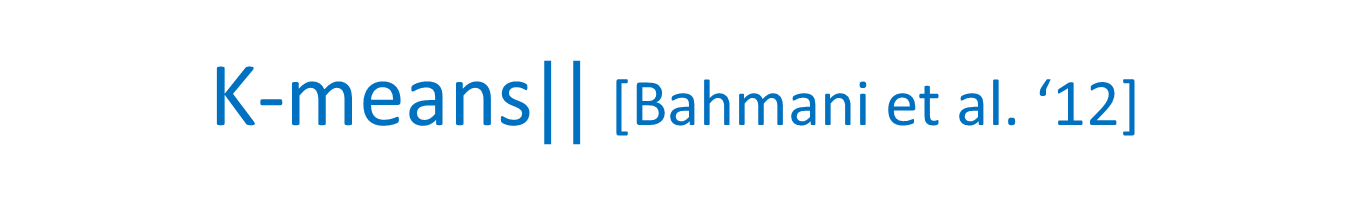 K-means|| [Bahmani et al. ‘12]